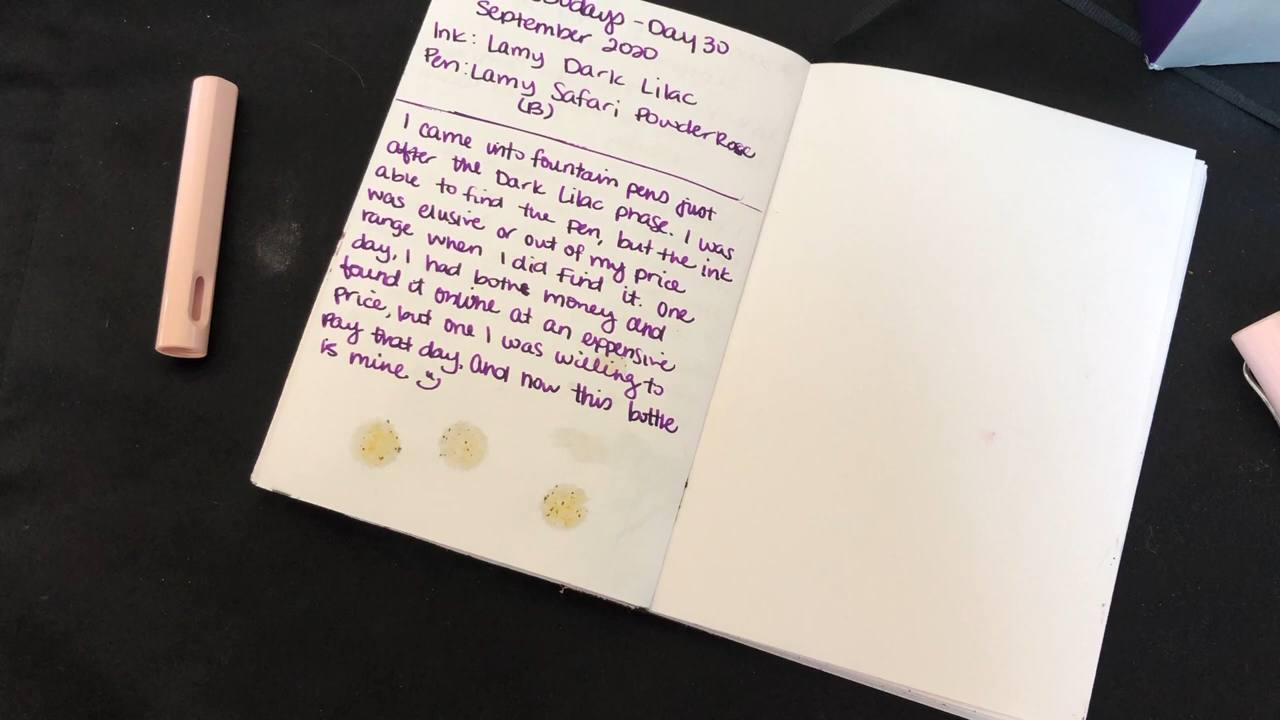 - Day 30
September 2020
Ink: Lamy Dark Lilac
Pen: Lamy Safari Powder Rose
(B)
I came into fountain pens just
after the Dark Lilac phase. I was
able to find the pen, but the ink
was elusive or out of my price
range when I did find it. One
day, I had both money and
found it online at an expensive
price, but one I was willing to
pay that day. And now this bottle
is mine